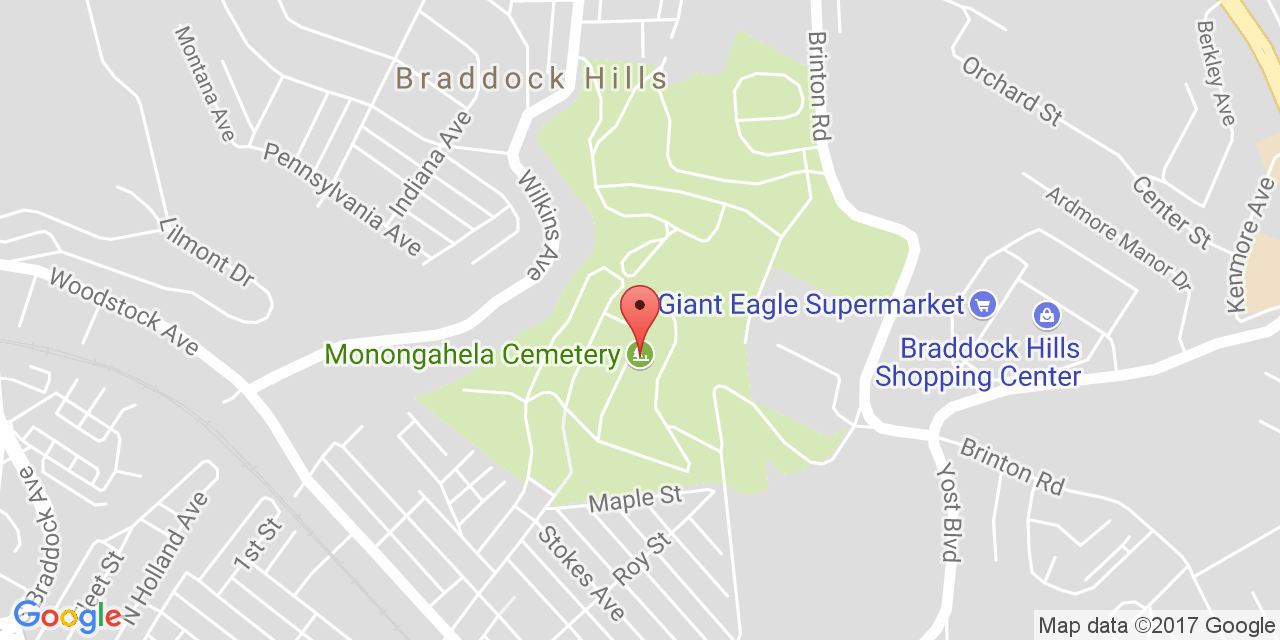 Montana Ave
Braddock Hills
Brinton Rd
Berkley Ave
Orchard St
Pennsylvania Ave
Indiana Ave
Wilkins Ave
Center St
Ardmore Manor Dr
Kenmore Ave
Lilmont Dr
Woodstock Ave
Giant Eagle Supermarket
Monongahela Cemetery
Braddock Hills
Shopping Center
Brinton Rd
Yost Blvd
Maple St
Braddock Ave
N Holland Ave
1st St
Stokes Ave
Roy St
leet St
Google
Map data ©2017 Google